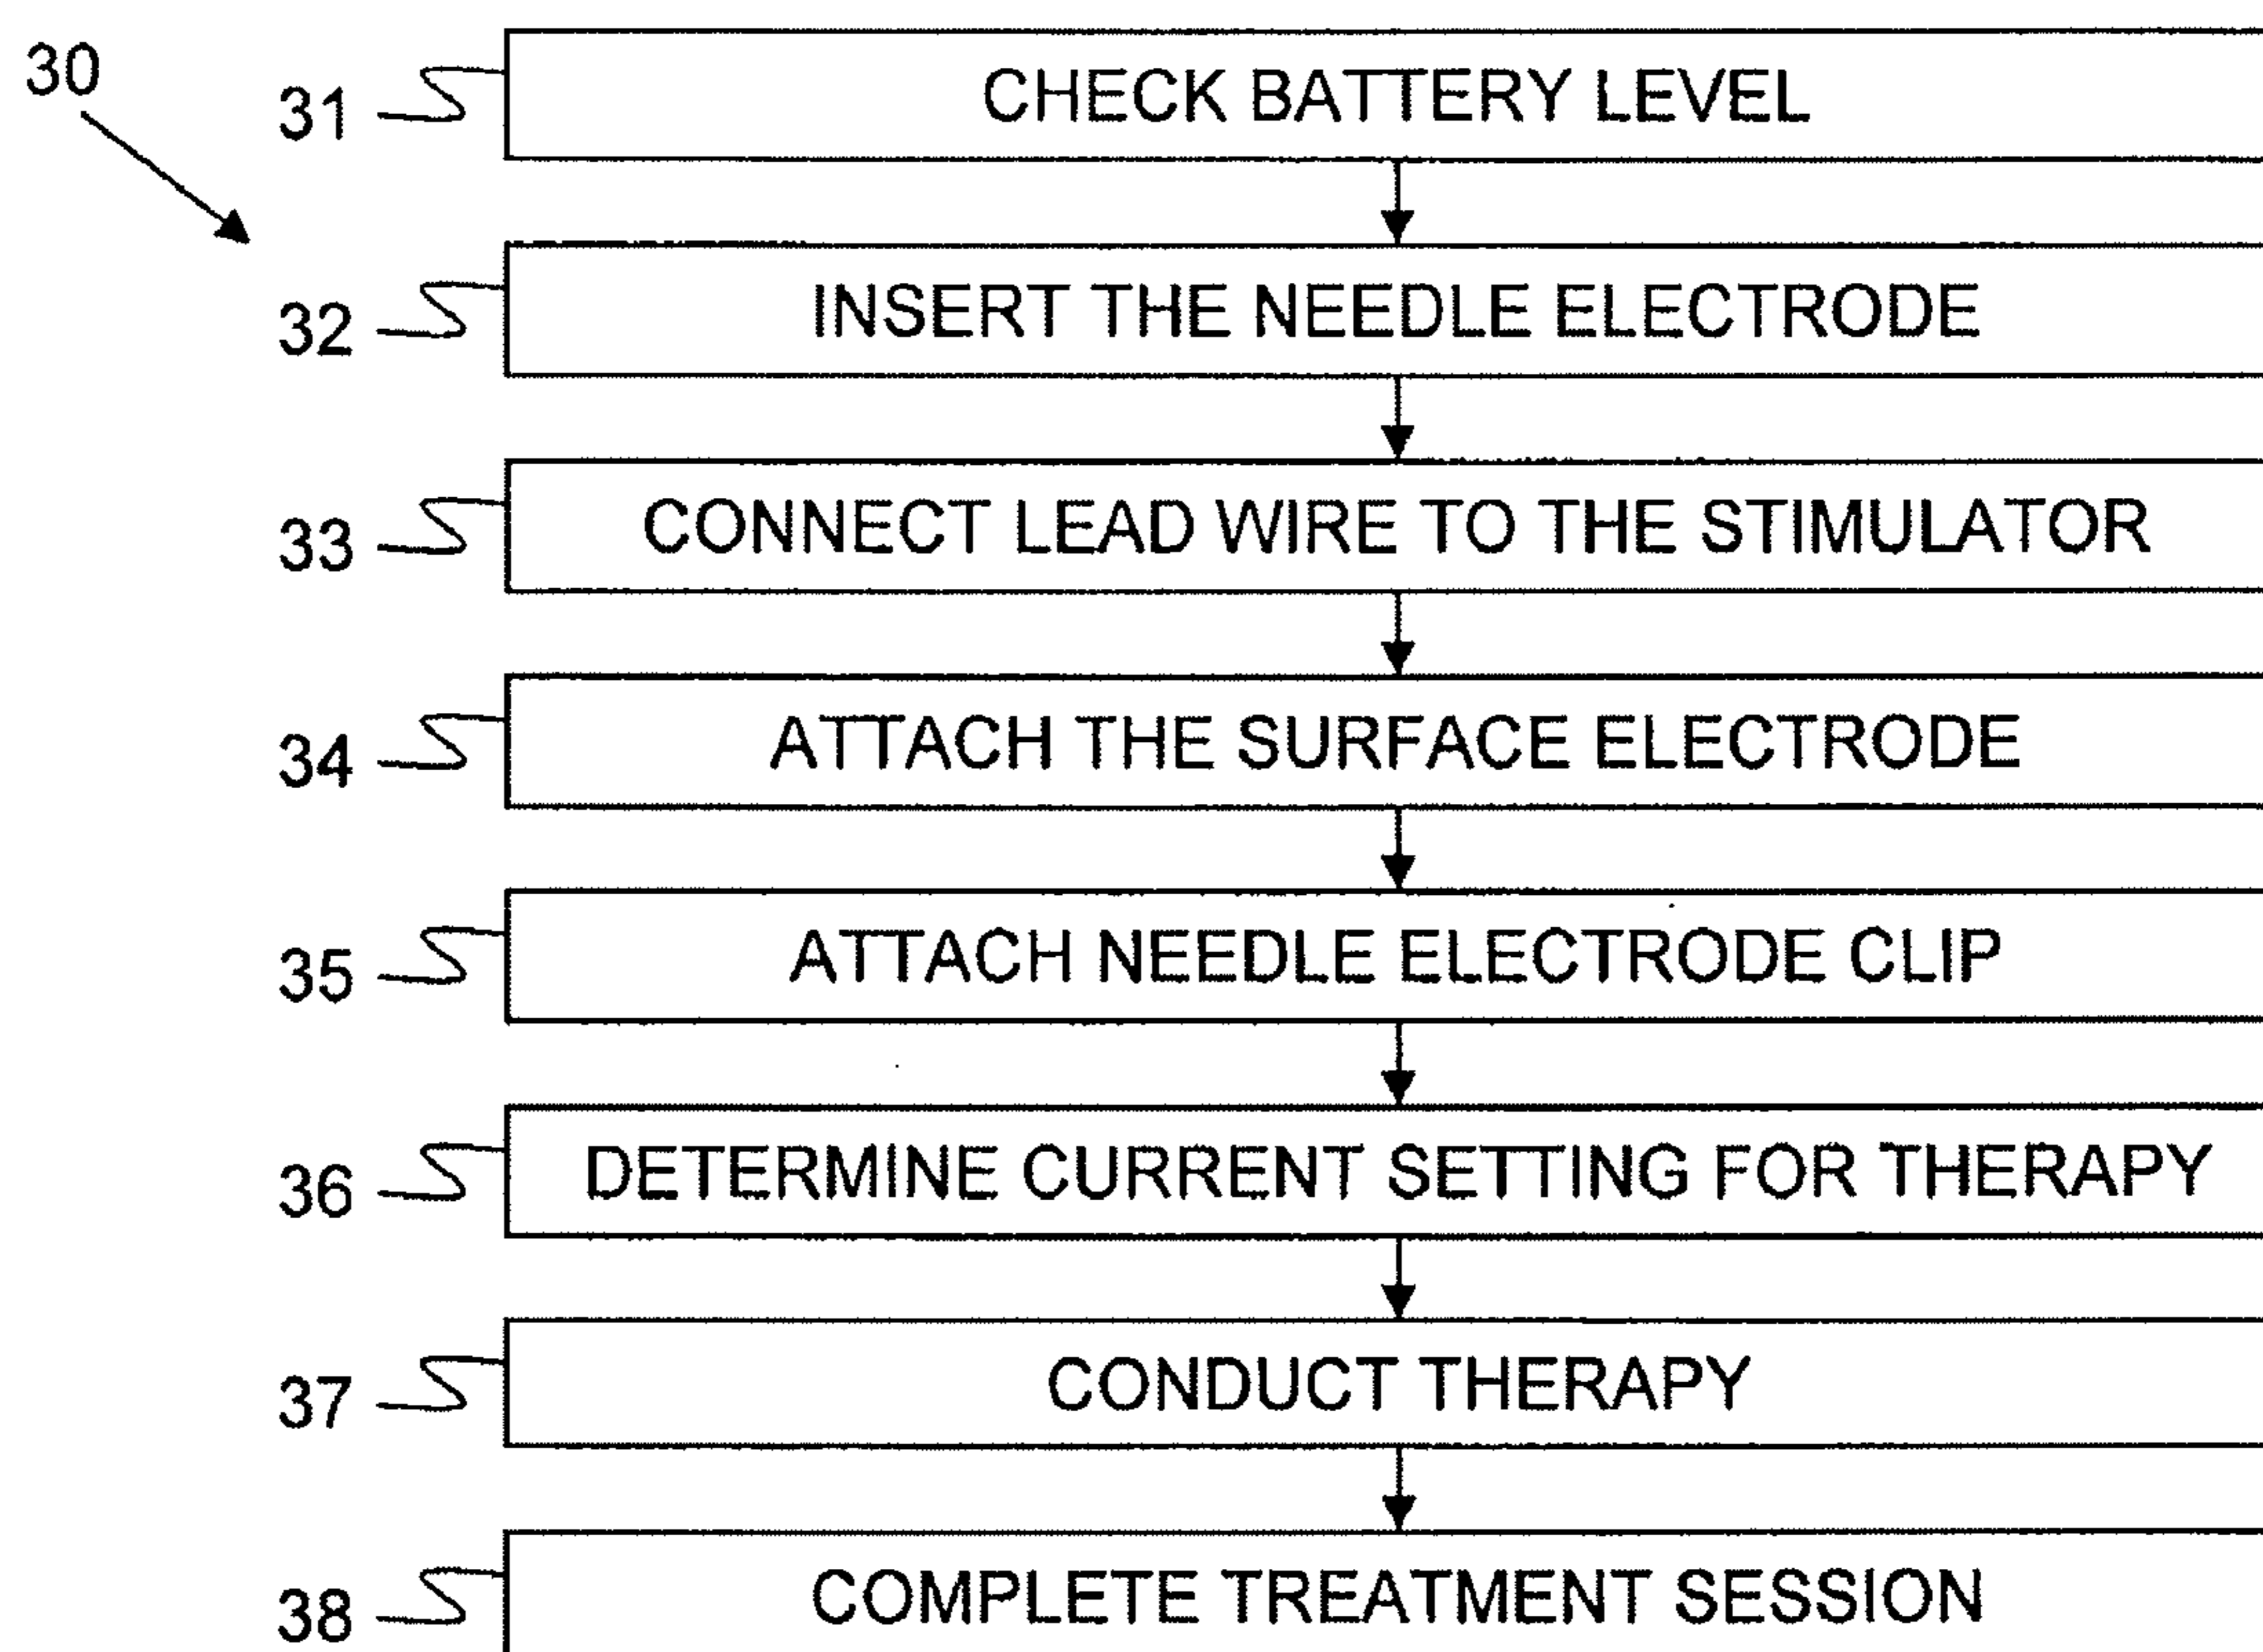 30
31 CHECK BATTERY LEVEL
32 INSERT THE NEEDLE ELECTRODE
33 CONNECT LEAD WIRE TO THE STIMULATOR
34 ATTACH THE SURFACE ELECTRODE
35 ATTACH NEEDLE ELECTRODE CLIP
36 DETERMINE CURRENT SETTING FOR THERAPY
37 CONDUCT THERAPY
38 COMPLETE TREATMENT SESSION